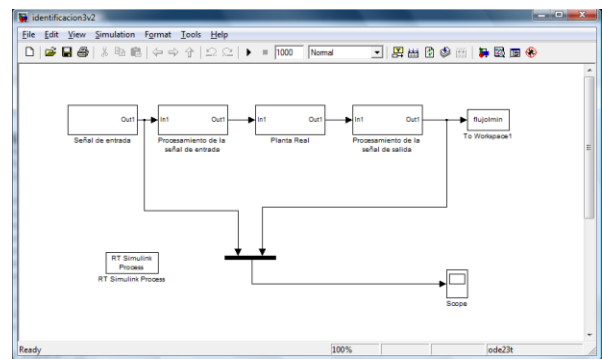 identificacion3v2
File Edit View Simulation Format Tools Help
1000 Normal
Out1 In1 Out1 In1 Out1 In1 Out1 flujolmin
Señal de entrada Procesamiento de la Planta Real Procesamiento de la To Workspace1
señal de entrada señal de salida
RT Simulink
Process
RT Simulink Process
Scope
Ready 100% ode23t